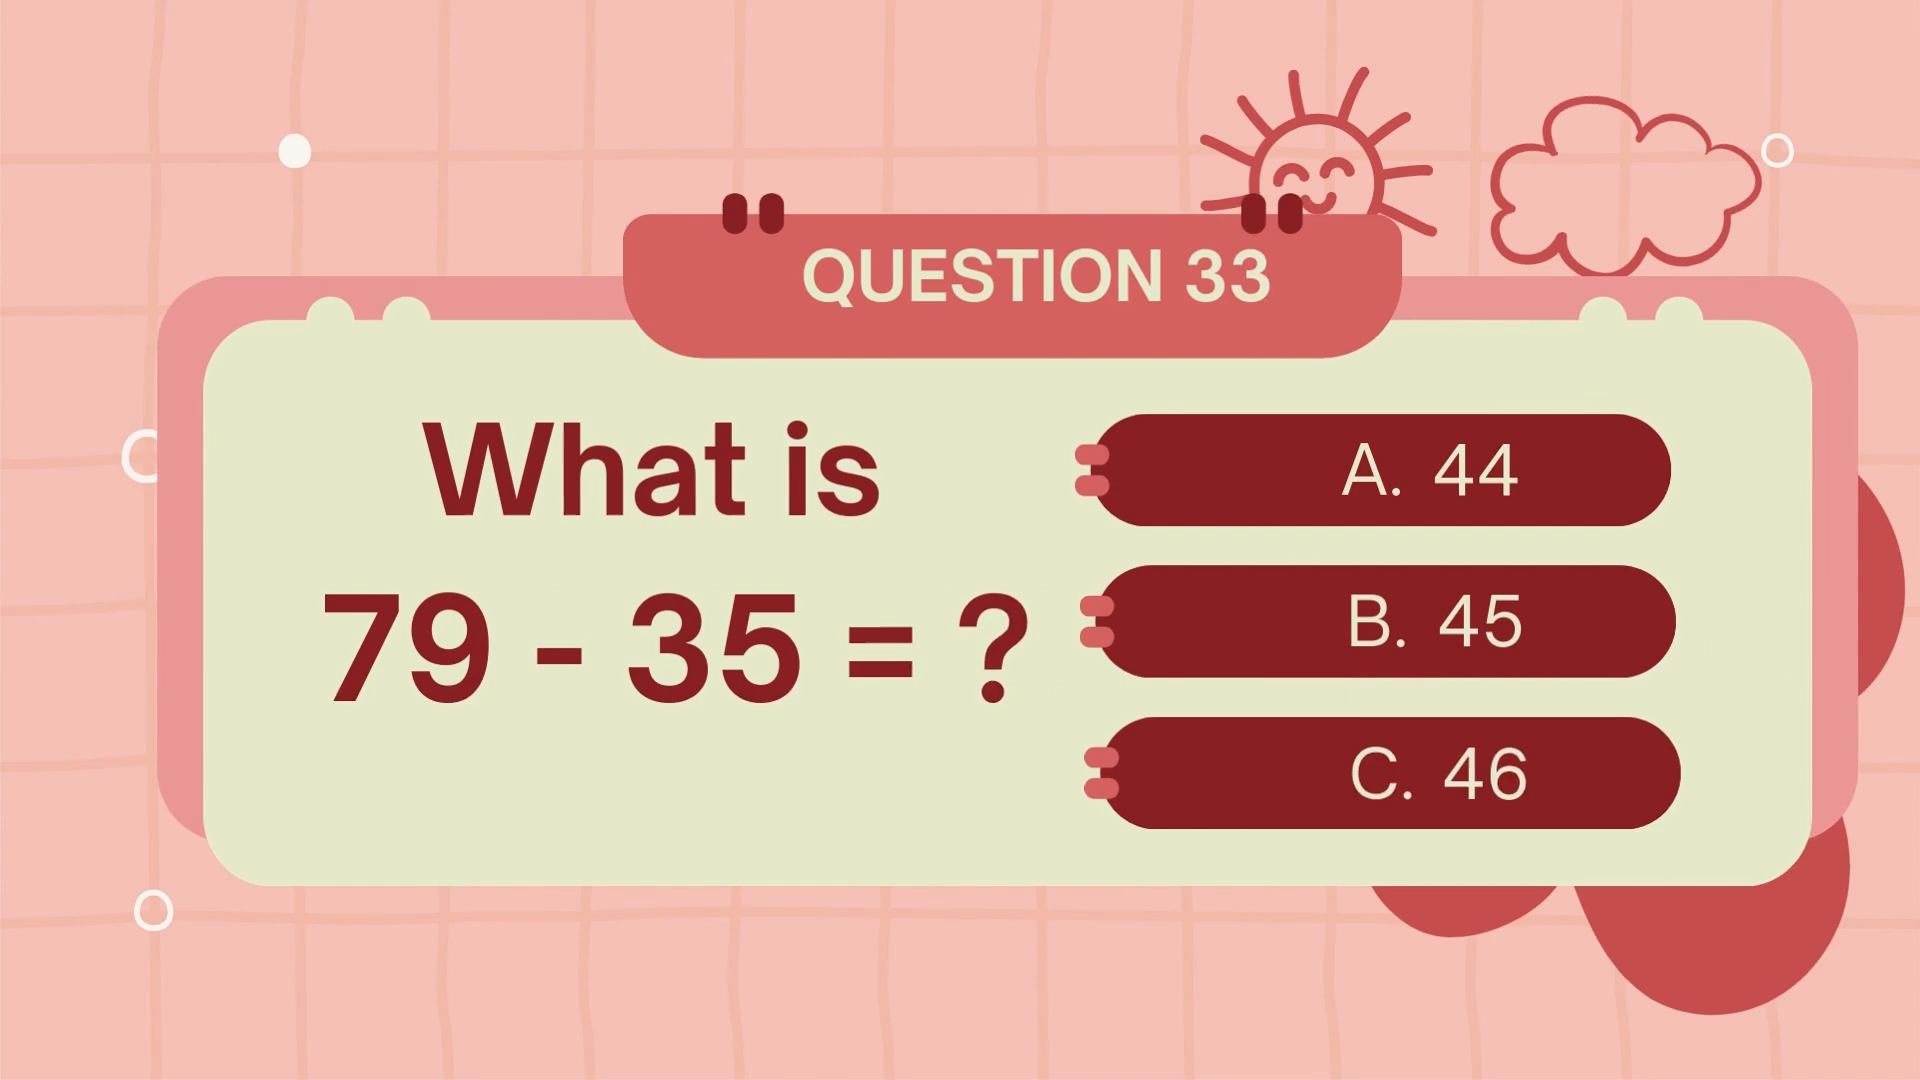 QUESTION 33
What is
79 - 35 = ?
A. 44
B. 45
C. 46